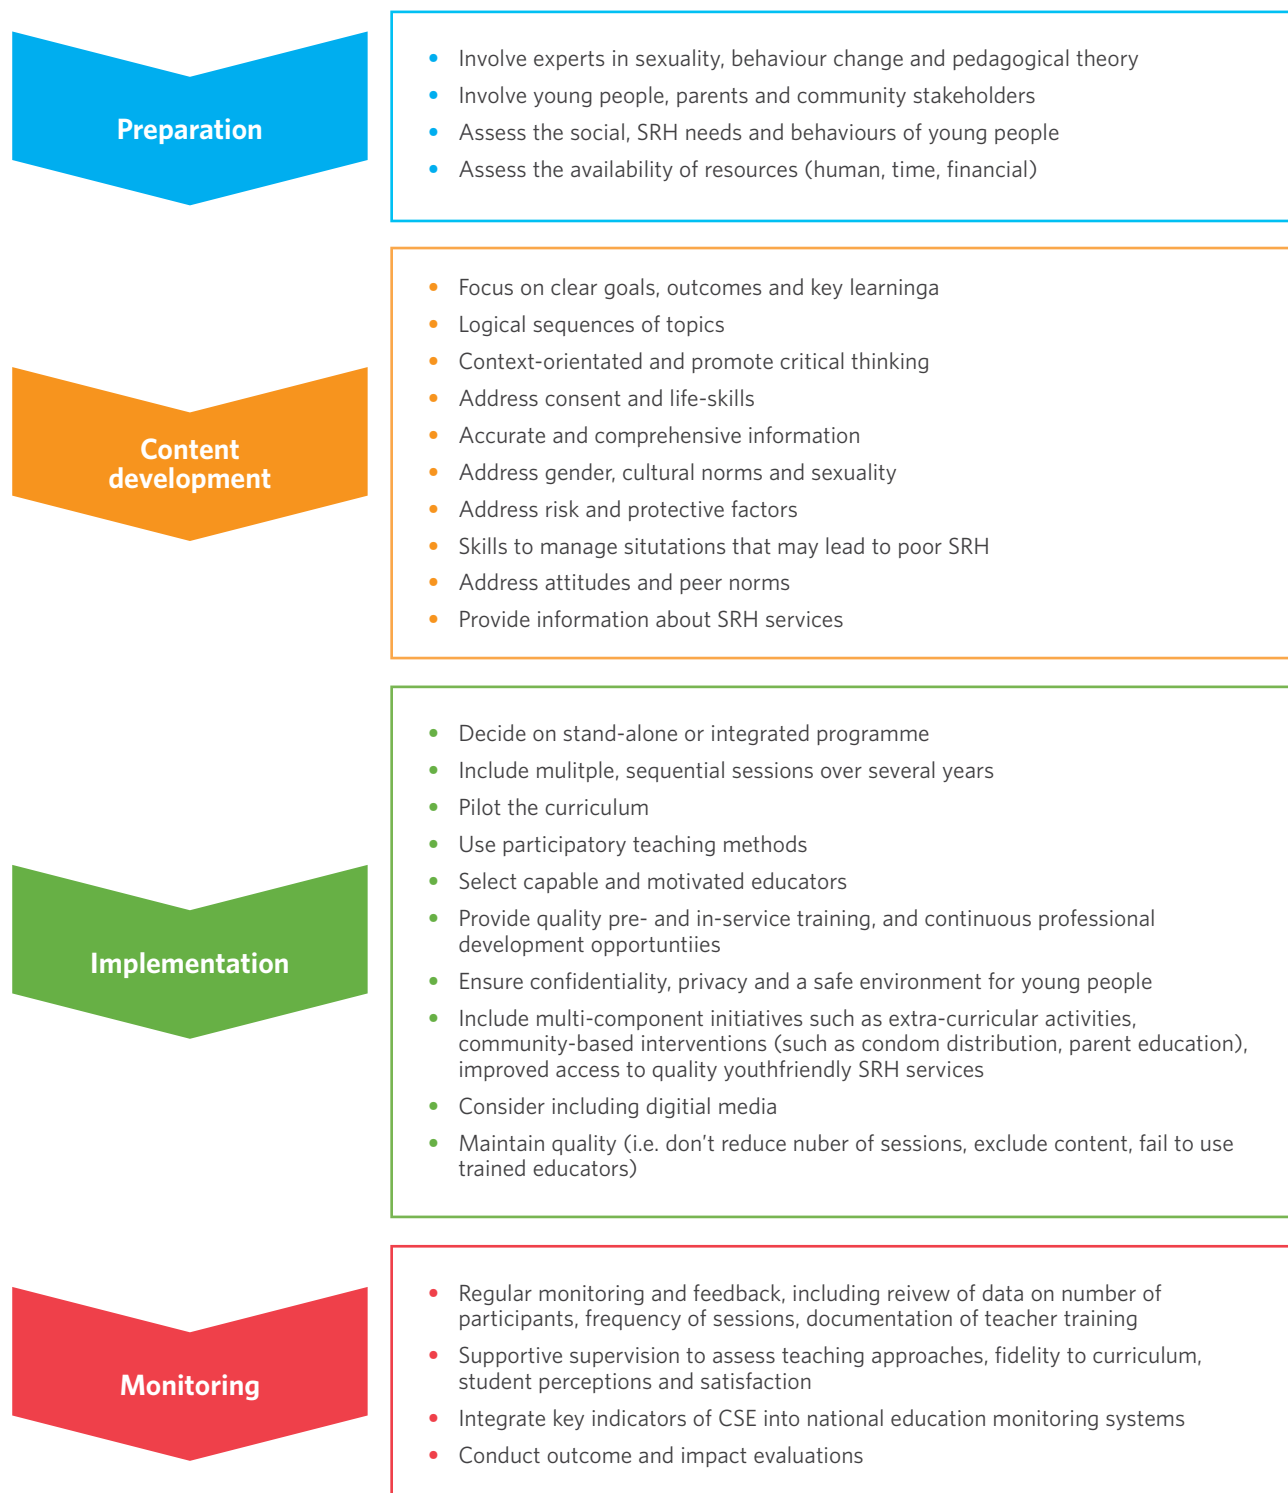 Preparation
• Involve experts in sexuality, behaviour change and pedagogical theory
• Involve young people, parents and community stakeholders
• Assess the social, SRH needs and behaviours of young people
• Assess the availability of resources (human, time, financial)
Content
development
• Focus on clear goals, outcomes and key learninga
• Logical sequences of topics
• Context-orientated and promote critical thinking
• Address consent and life-skills
• Accurate and comprehensive information
• Address gender, cultural norms and sexuality
• Address risk and protective factors
• Skills to manage situtations that may lead to poor SRH
• Address attitudes and peer norms
• Provide information about SRH services
Implementation
• Decide on stand-alone or integrated programme
• Include mulitple, sequential sessions over several years
• Pilot the curriculum
• Use participatory teaching methods
• Select capable and motivated educators
• Provide quality pre- and in-service training, and continuous professional
development opportuntiies
• Ensure confidentiality, privacy and a safe environment for young people
• Include multi-component initiatives such as extra-curricular activities,
community-based interventions (such as condom distribution, parent education),
improved access to quality youthfriendly SRH services
• Consider including digitial media
• Maintain quality (i.e. don't reduce nuber of sessions, exclude content, fail to use
trained educators)
Monitoring
• Regular monitoring and feedback, including reivew of data on number of
participants, frequency of sessions, documentation of teacher training
• Supportive supervision to assess teaching approaches, fidelity to curriculum,
student perceptions and satisfaction
• Integrate key indicators of CSE into national education monitoring systems
• Conduct outcome and impact evaluations